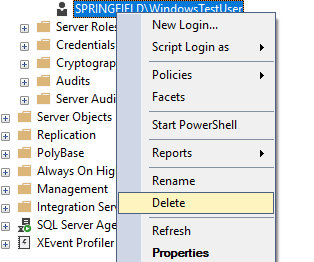 SPRINGFIELD\WindowsTestUser
Server Roles
Credentials
Cryptogra
Audits
Server Audi
Server Objects
Replication
PolyBase
Always On Hig
Management
Integration Serv
SQL Server Age
XEvent Profiler
New Login...
Script Login as
Policies
Facets
Start PowerShell
Reports
Rename
Delete
Refresh
Properties